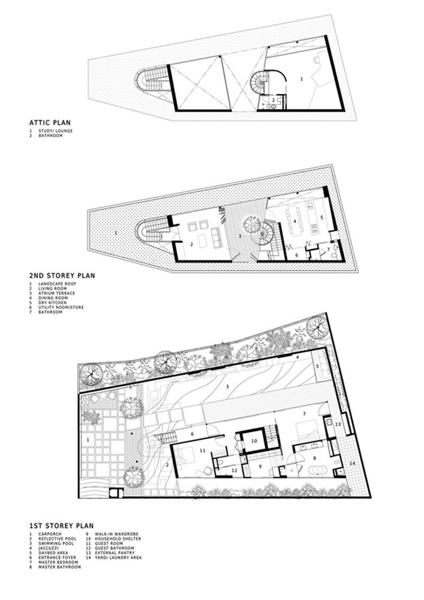 1
2
ATTIC PLAN
1 STUDY/ LOUNGE
2 BATHROOM
1
2
3
4
5
6
7
2ND STOREY PLAN
1 LANDSCAPE ROOF
2 LIVING ROOM
3 ATRIUM TERRACE
4 DINING ROOM
5 DRY KITCHEN
6 UTILITY ROOM/STORE
7 BATHROOM
5
4
3
1
6
7
10
13
11
2
12
9
8
14
1ST STOREY PLAN
1 CARPORCH 9 WALK-IN WARDROBE
2 REFLECTIVE POOL 10 HOUSEHOLD SHELTER
3 SWIMMING POOL 11 GUEST ROOM
4 JACCUZZI 12 GUEST BATHROOM
5 DAYBED AREA 13 EXTERNAL PANTRY
6 ENTRANCE FOYER 14 YARD/ LAUNDRY AREA
7 MASTER BEDROOM
8 MASTER BATHROOM